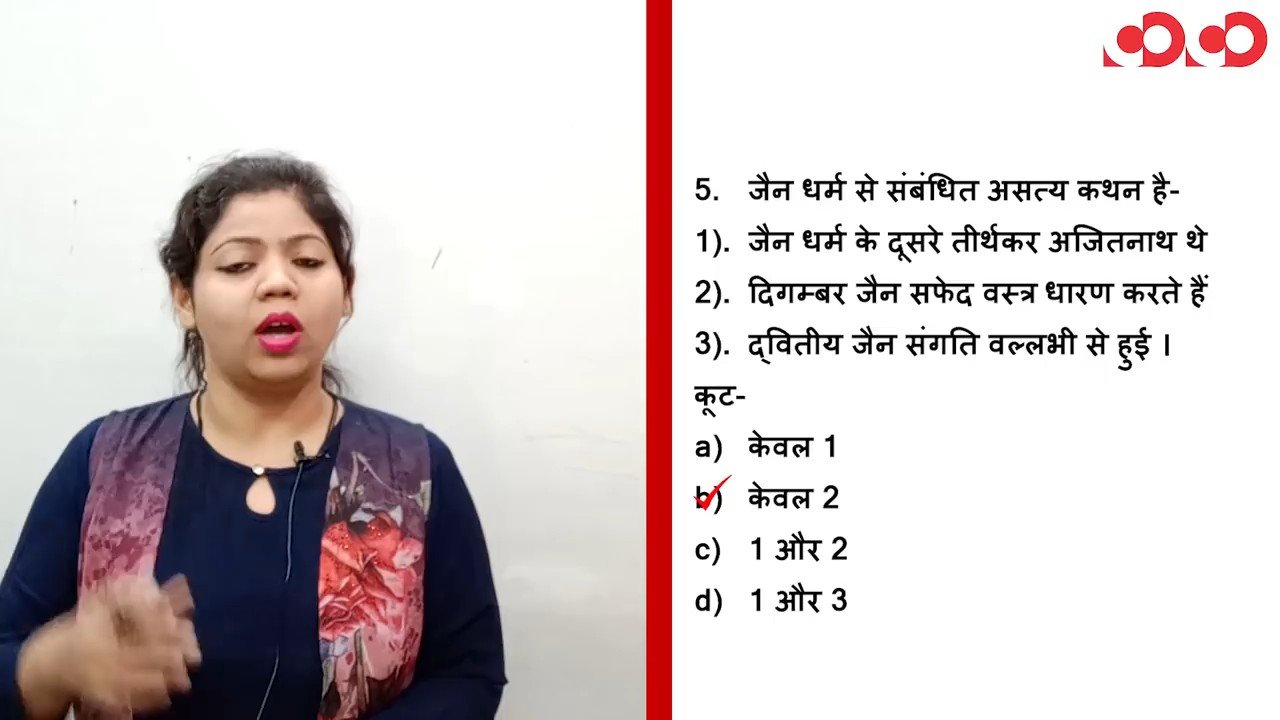 5. जैन धर्म से संबंधित असत्य कथन है-
1). जैन धर्म के दूसरे तीर्थकर अजितनाथ थे
2). दिगम्बर जैन सफेद वस्त्र धारण करते हैं
3). द्वितीय जैन संगति वल्लभी से हुई ।
कूट-
a) केवल 1
b) केवल 2
c) 1 और 2
d) 1 और 3